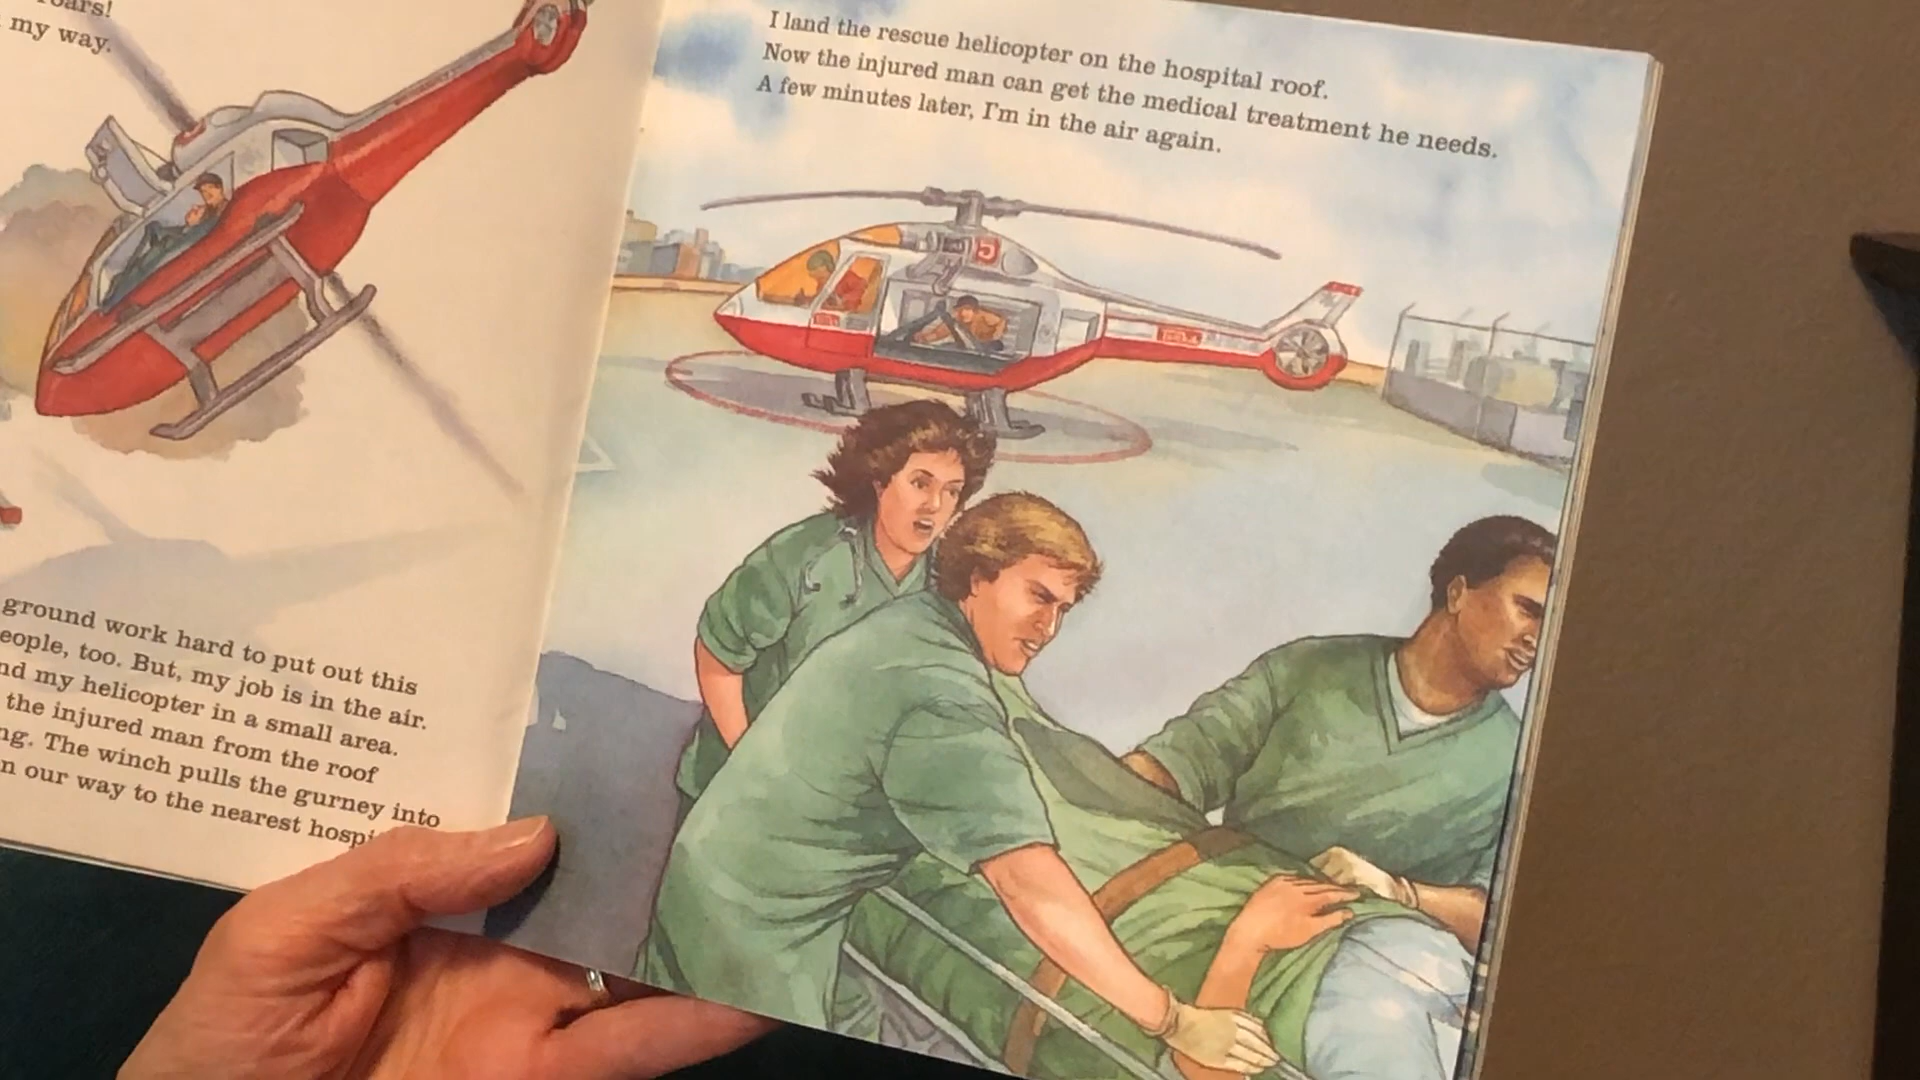 oars!
my way.
ground work hard to put out this
eople, too. But, my job is in the air.
nd my helicopter in a small area.
the injured man from the roof
ng. The winch pulls the gurney into
n our way to the nearest hospi
I land the rescue helicopter on the hospital roof.
Now the injured man can get the medical treatment he needs.
A few minutes later, I'm in the air again.
5